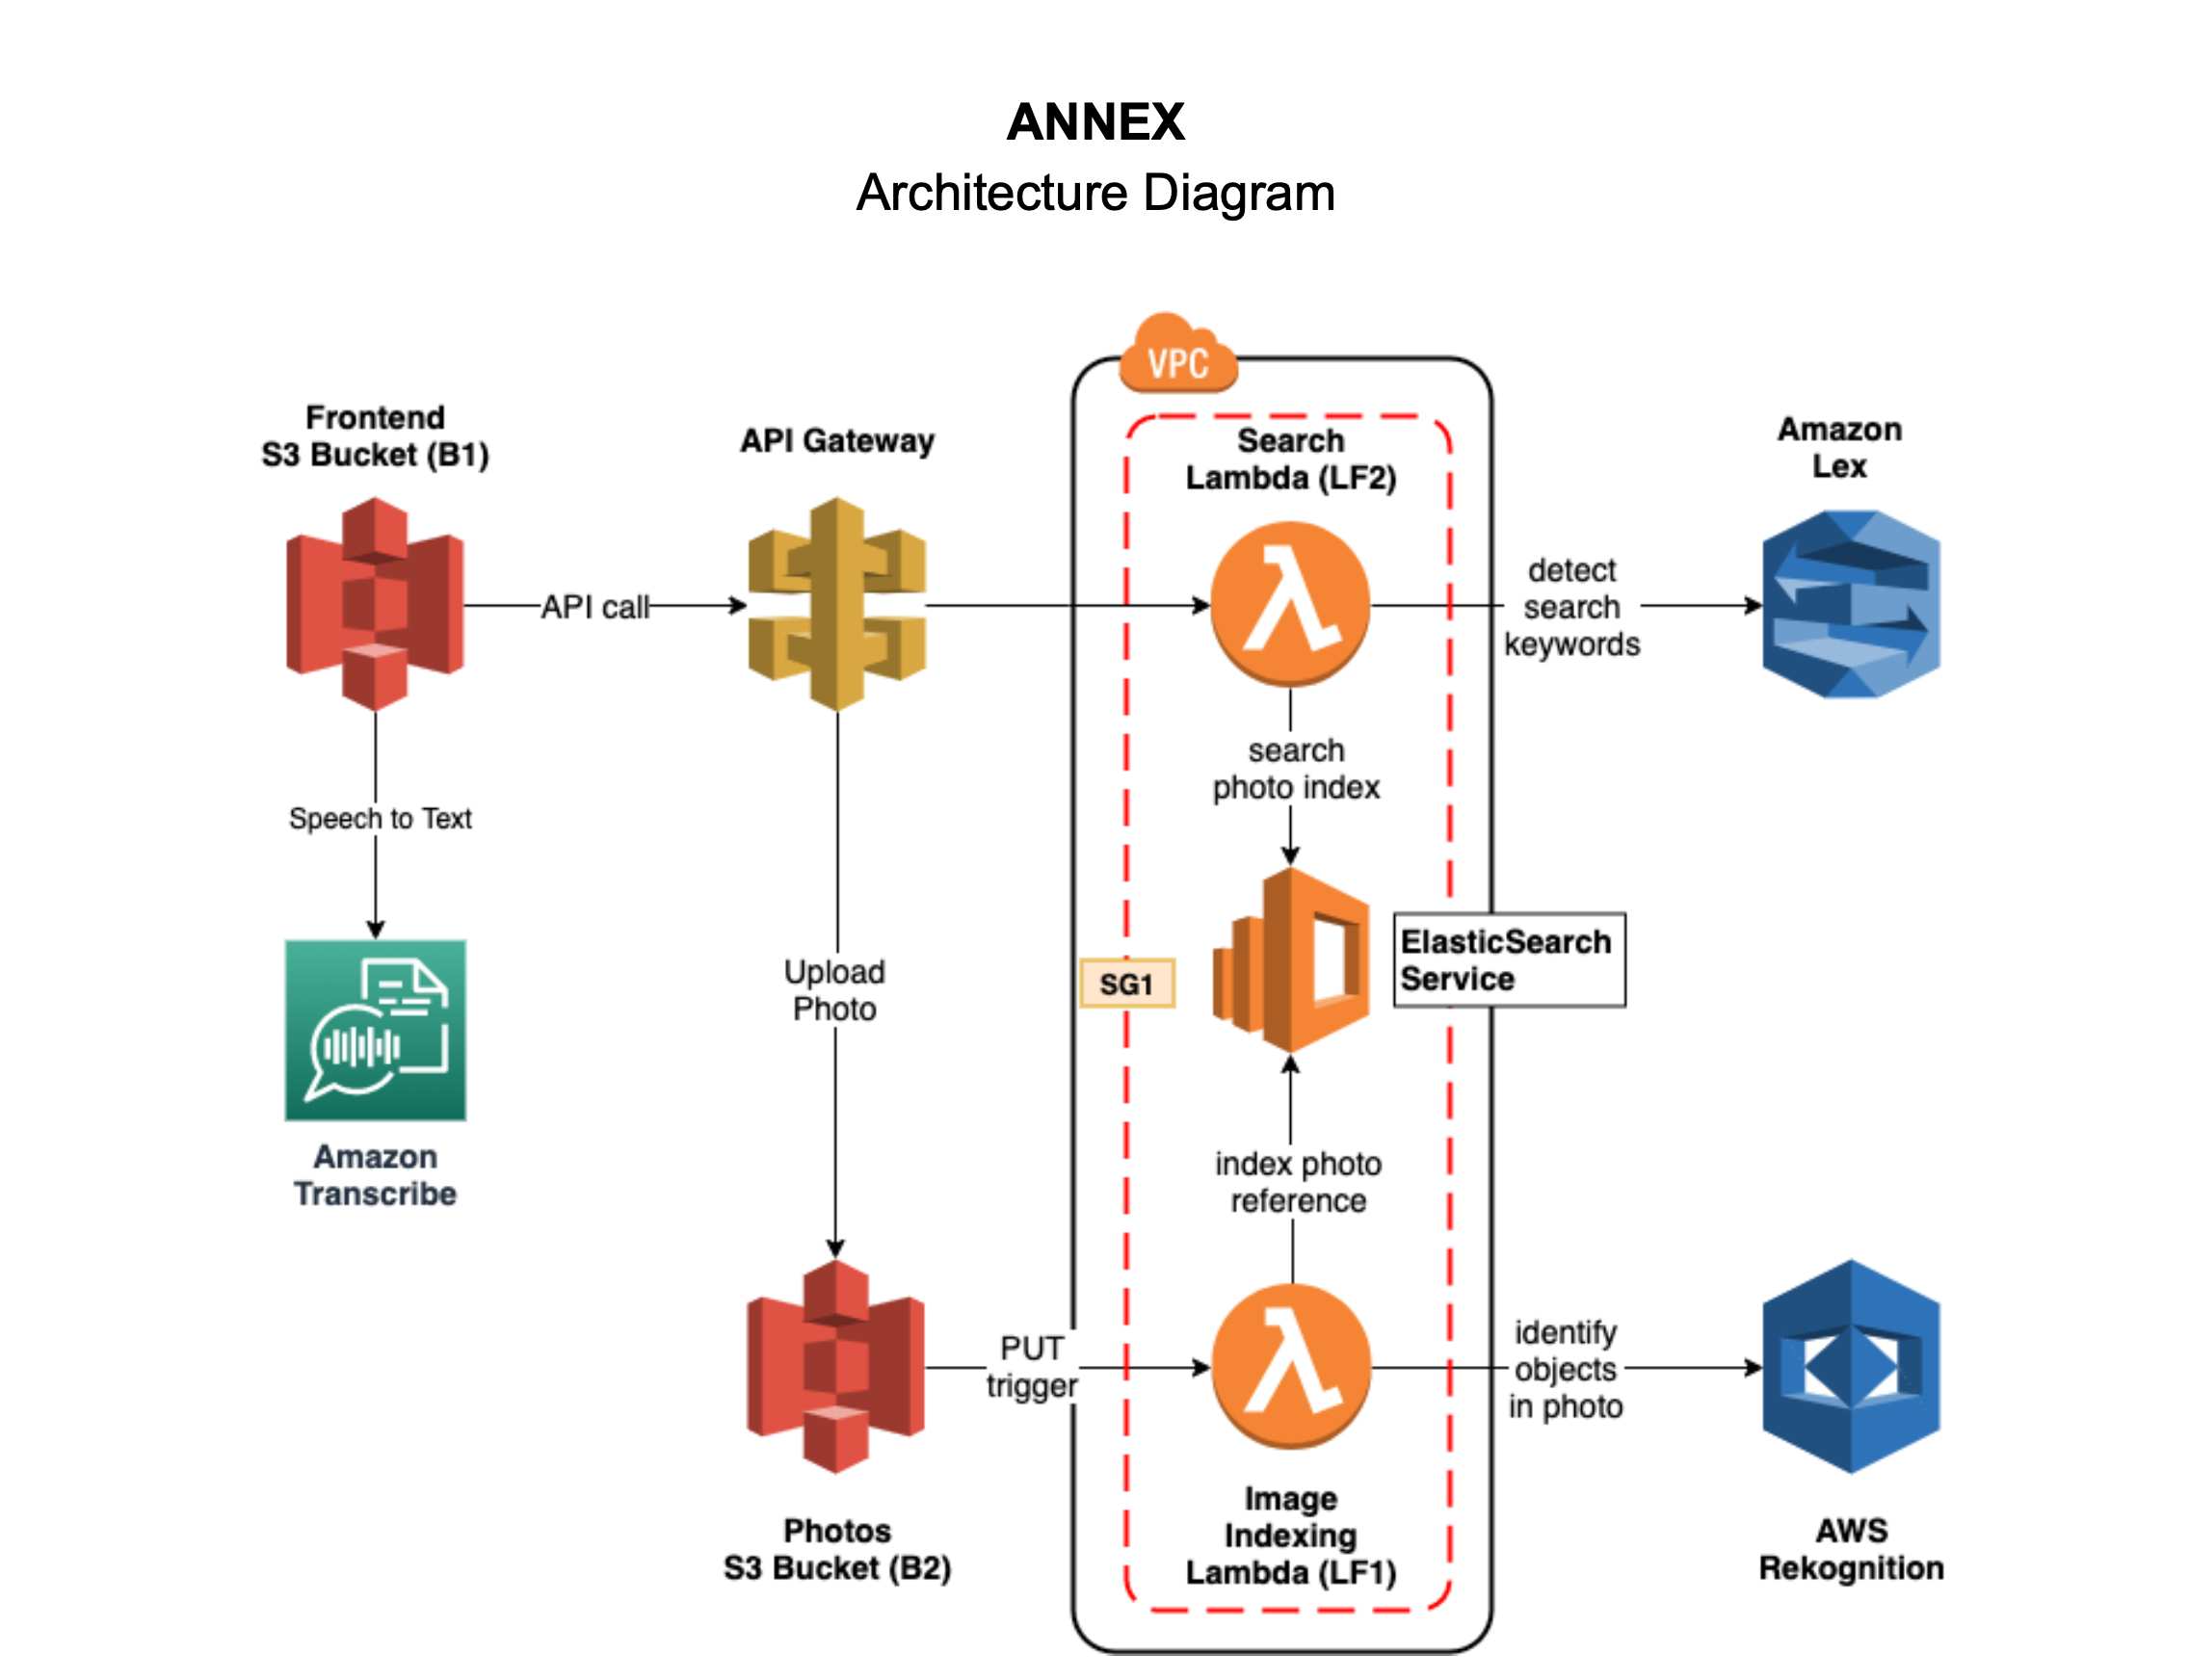 ANNEX
Architecture Diagram
VPC
Frontend
S3 Bucket (B1)
API Gateway
Search
Lambda (LF2)
Amazon
Lex
API call
detect
search
keywords
search
photo index
Speech to Text
ElasticSearch
Service
SG1
Upload
Photo
Amazon
Transcribe
index photo
reference
PUT
trigger
identify
objects
in photo
Image
Indexing
Lambda (LF1)
Photos
S3 Bucket (B2)
AWS
Rekognition